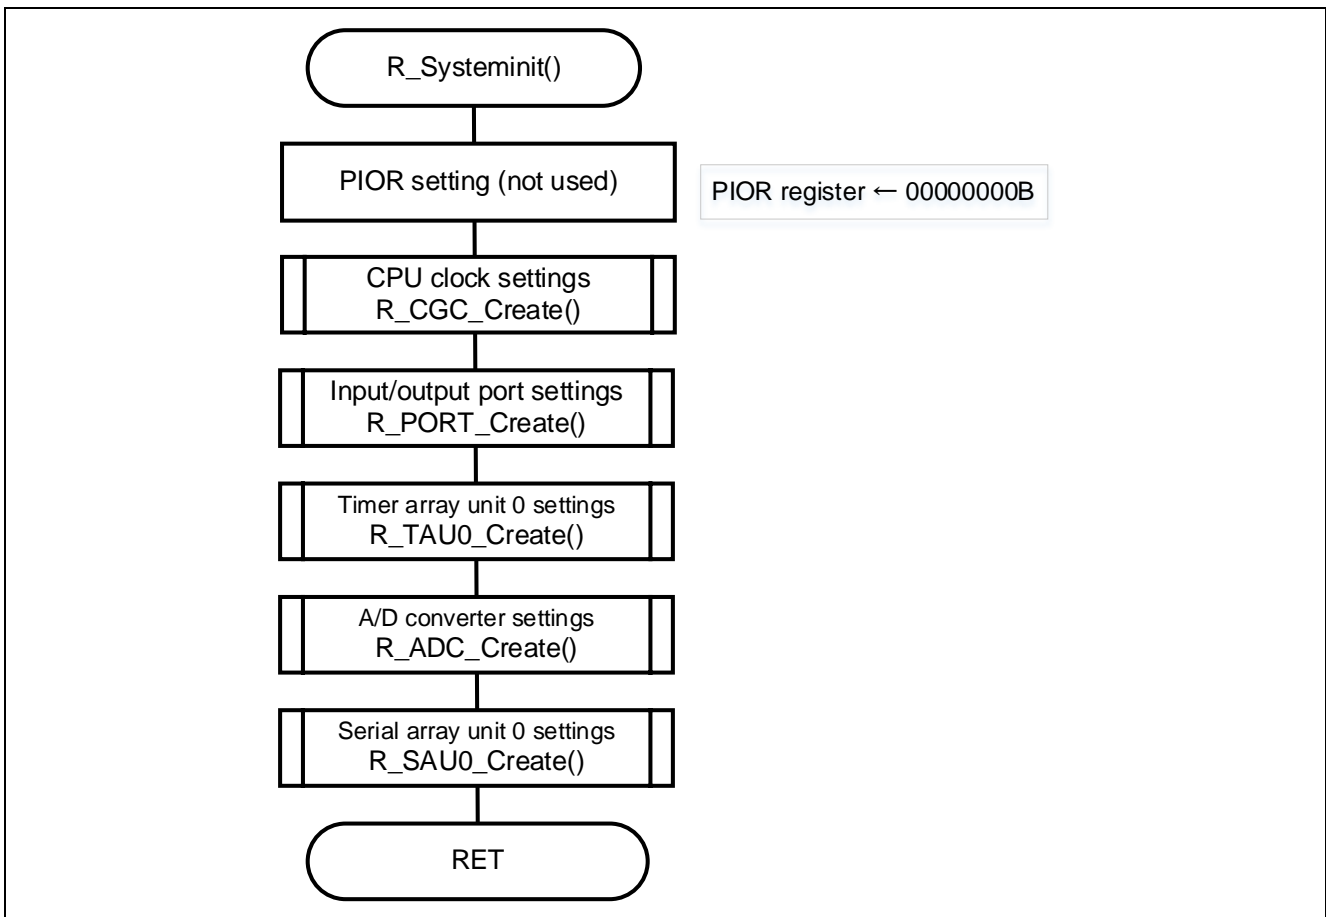 R_Systeminit()
PIOR setting (not used)
PIOR register ← 00000000B
CPU clock settings
R_CGC_Create()
Input/output port settings
R_PORT_Create()
Timer array unit 0 settings
R_TAU0_Create()
A/D converter settings
R_ADC_Create()
Serial array unit 0 settings
R_SAU0_Create()
RET